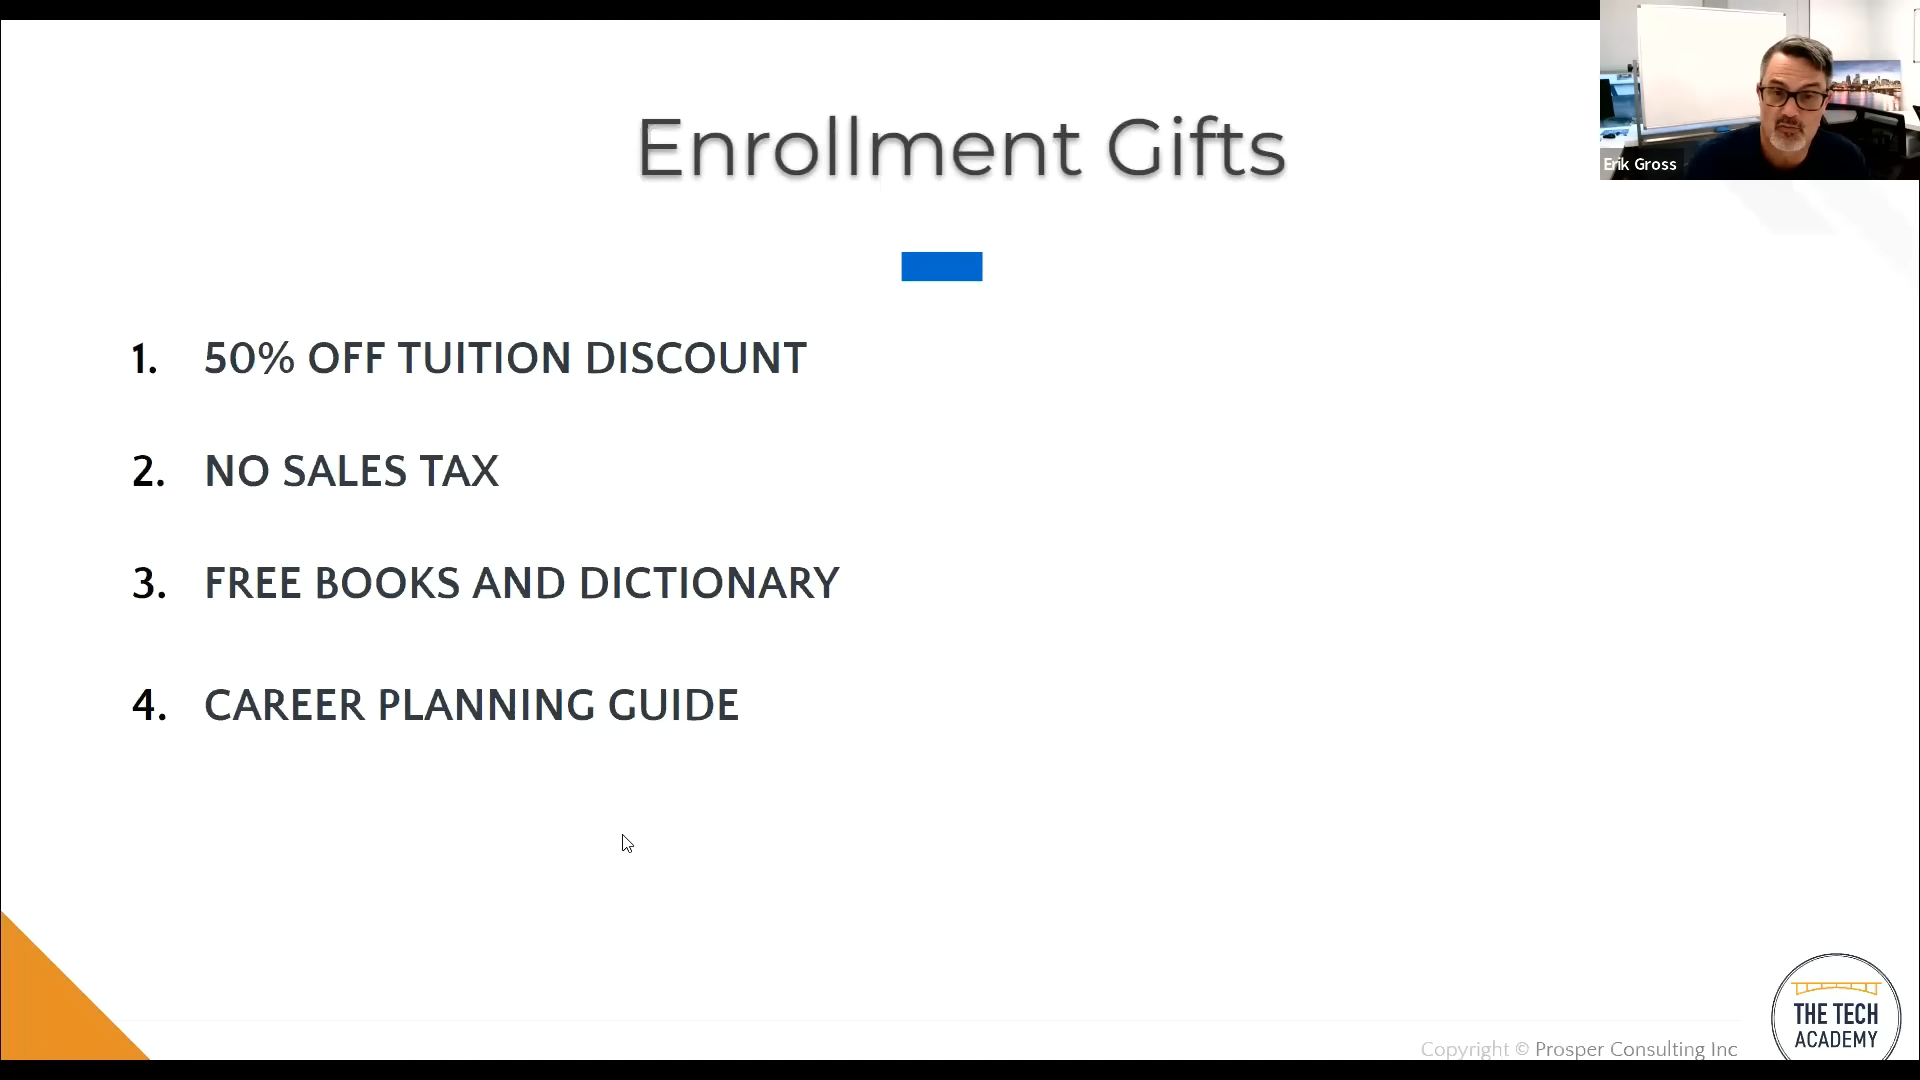 Enrollment Gifts
Erik Gross
1. 50% OFF TUITION DISCOUNT
2. NO SALES TAX
3. FREE BOOKS AND DICTIONARY
4. CAREER PLANNING GUIDE
THE TECH
ACADEMY
Copyright © Prosper Consulting Inc